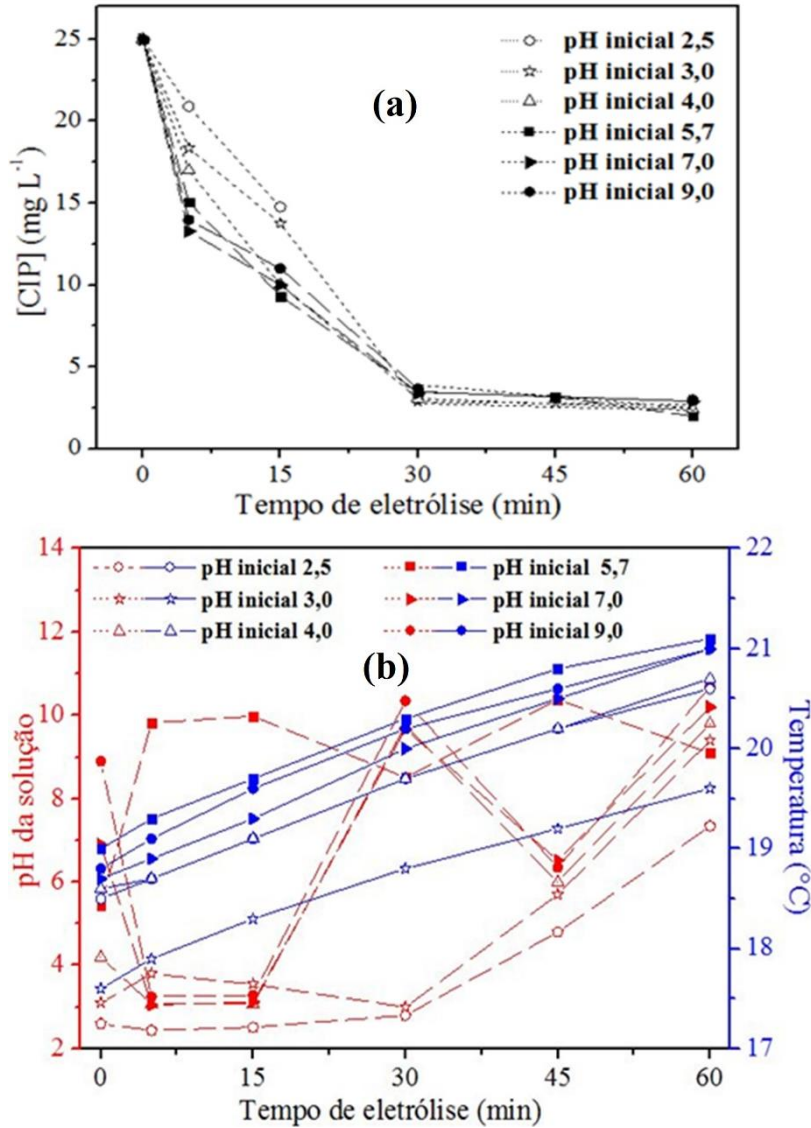 (a)
pH inicial 2,5
pH inicial 3,0
pH inicial 4,0
pH inicial 5,7
pH inicial 7,0
pH inicial 9,0
[CIP] (mg L⁻¹)
25
20
15
10
5
0
0 15 30 45 60
Tempo de eletrólise (min)
(b)
pH inicial 2,5 pH inicial 5,7
pH inicial 3,0 pH inicial 7,0
pH inicial 4,0 pH inicial 9,0
pH da solução
14
12
10
8
6
4
2
Temperatura (°C)
22
21
20
19
18
17
0 15 30 45 60
Tempo de eletrólise (min)